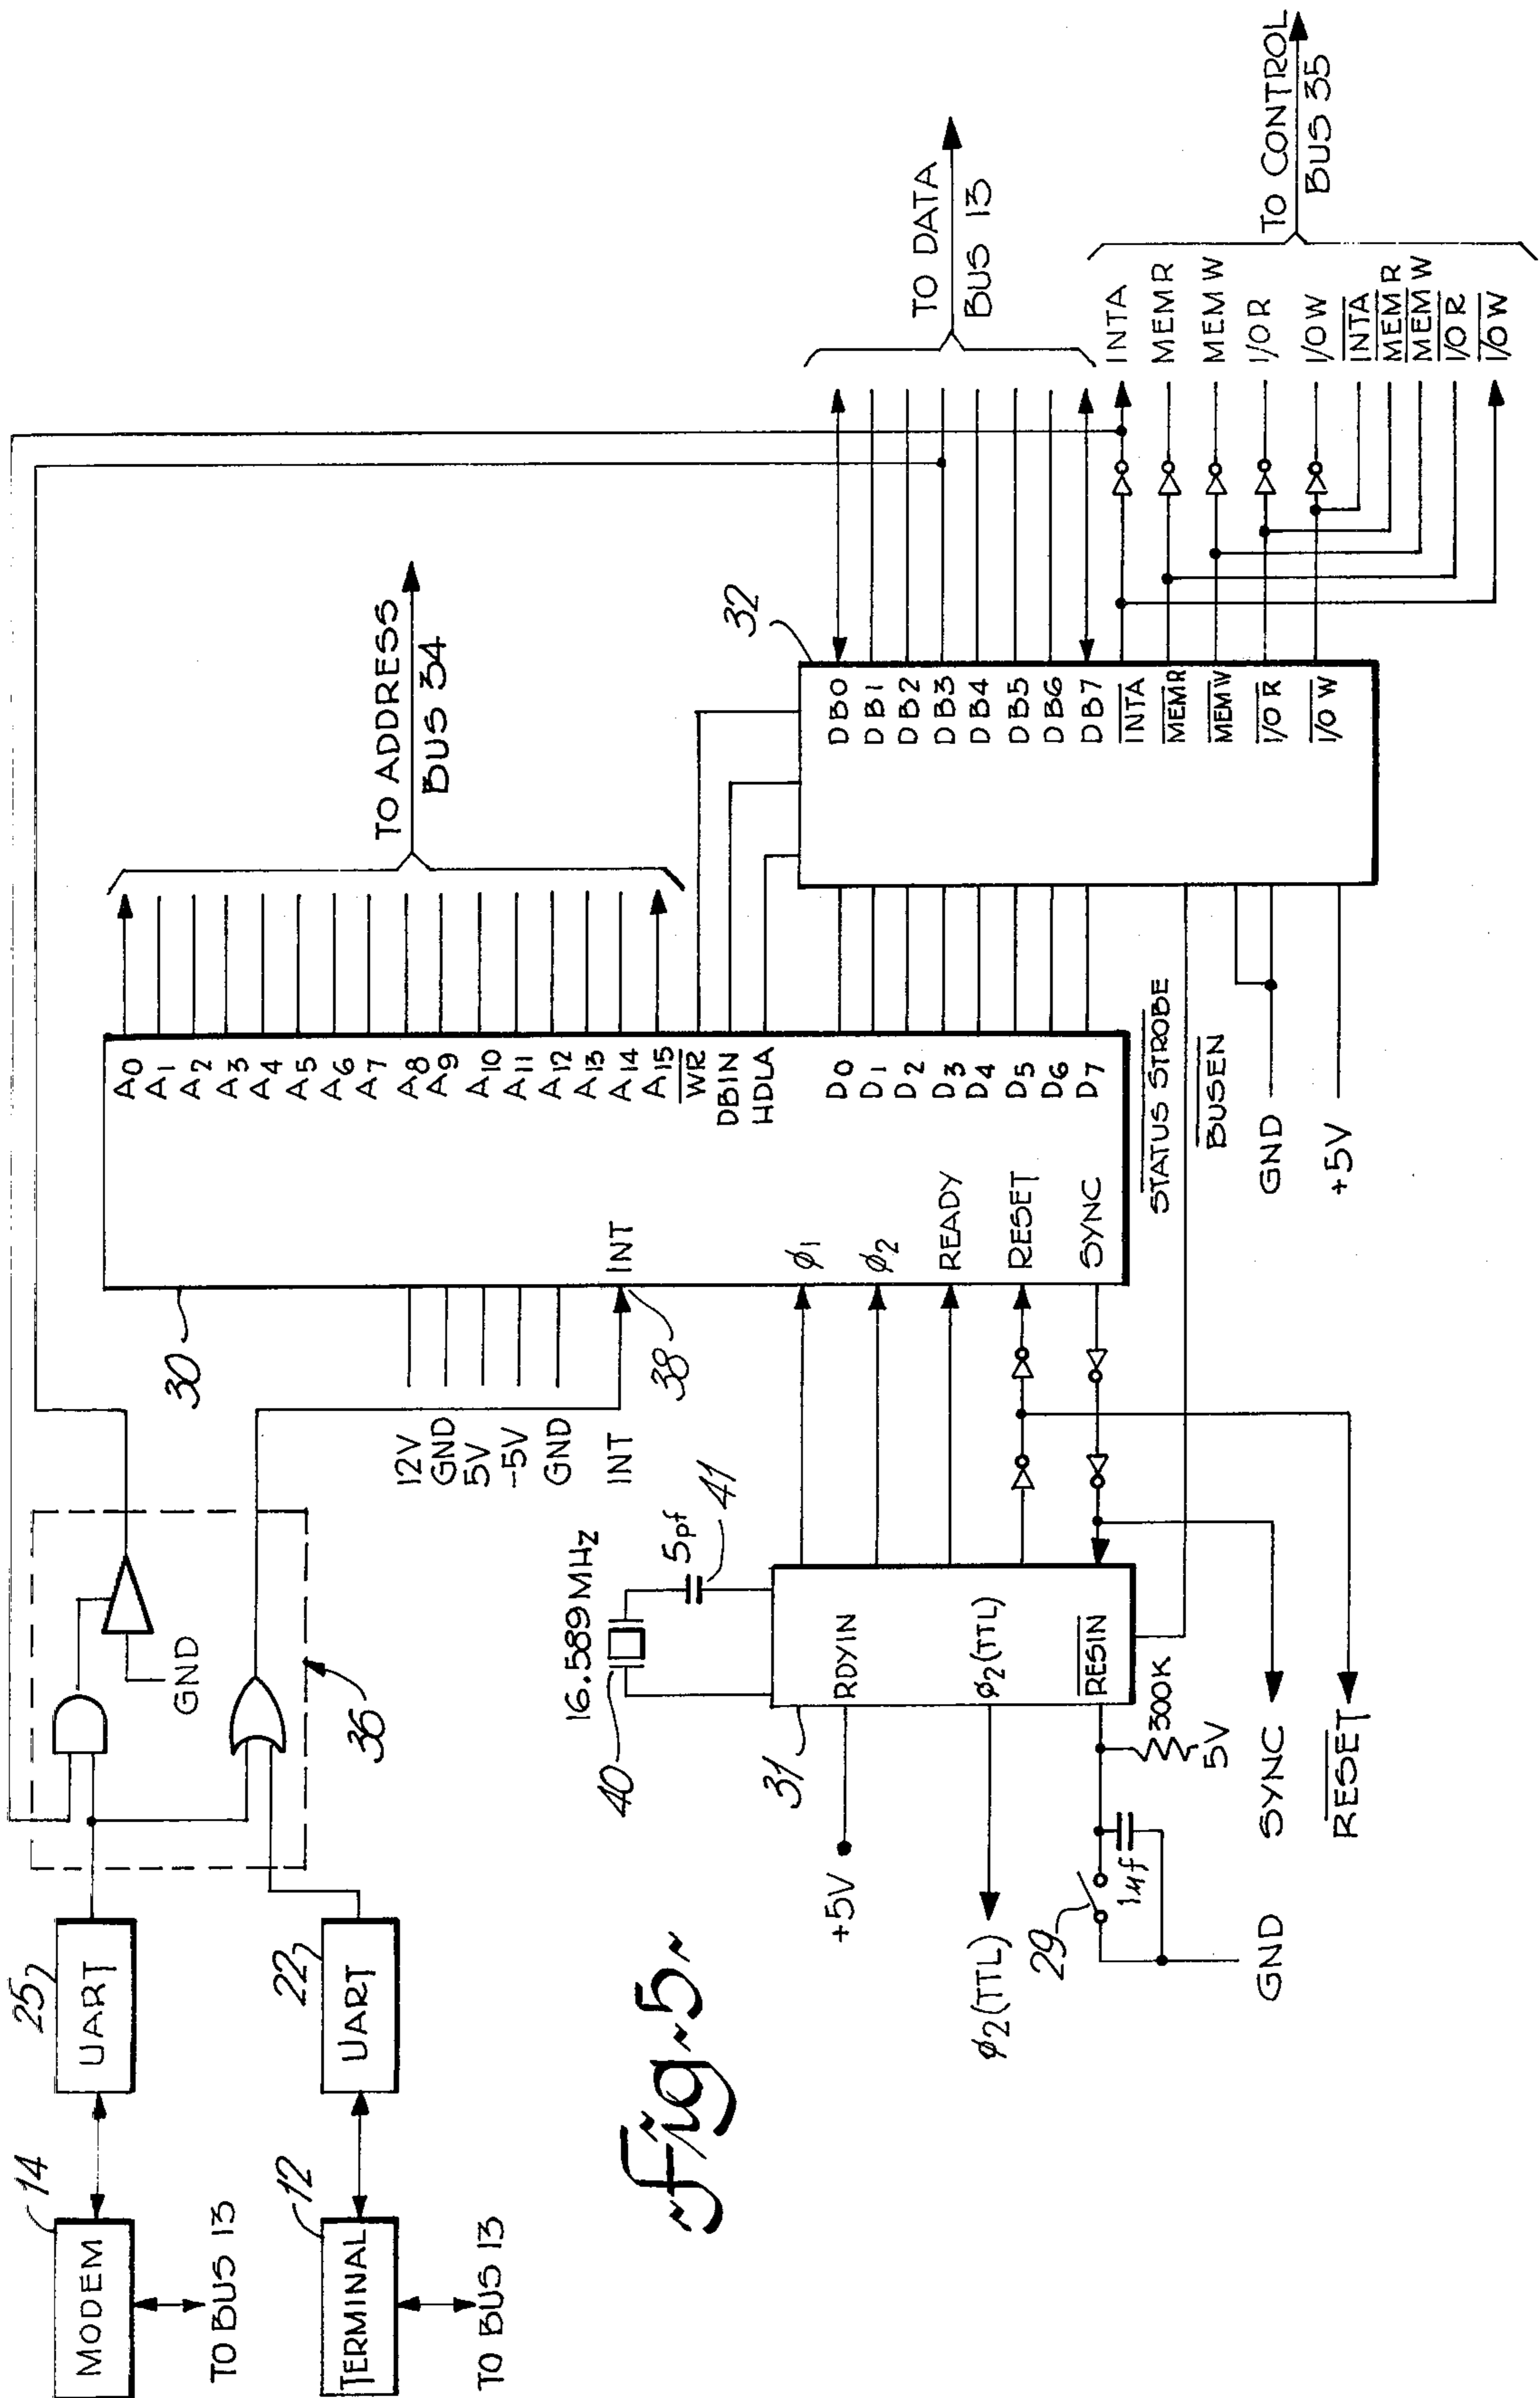 14
MODEM
TO BUS 13
25
UART
12
TERMINAL
TO BUS 13
22
UART
GND
36
30
12V
GND
5V
-5V
GND
INT
INT
38
A0
A1
A2
A3
A4
A5
A6
A7
A8
A9
A10
A11
A12
A13
A14
A15
WR
DBIN
HDLA
D0
D1
D2
D3
D4
D5
D6
D7
φ1
φ2
READY
RESET
SYNC
TO ADDRESS
BUS 34
32
DB0
DB1
DB2
DB3
DB4
DB5
DB6
DB7
INTA
MEMR
MEMW
I/OR
I/OW
TO DATA
BUS 13
INTA
MEMR
MEMW
I/OR
I/OW
INTA
MEMR
MEMW
I/OR
I/OW
TO CONTROL
BUS 35
STATUS STROBE
BUSEN
GND
+5V
40
16.589MHz
5pf
41
31
RDYIN
φ2(TTL)
RESIN
+5V
φ2(TTL)
29
1μf
300K
5V
GND
SYNC
RESET
Fig. 5